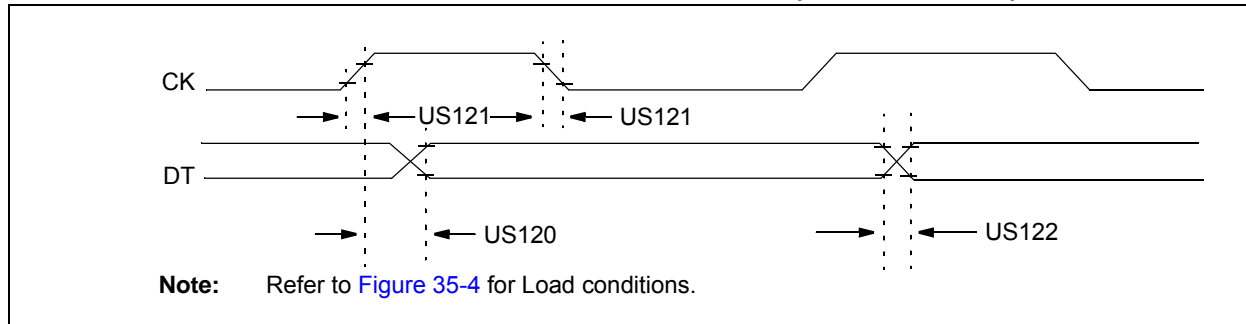 CK
US121 US121
DT
US120 US122
Note: Refer to Figure 35-4 for Load conditions.